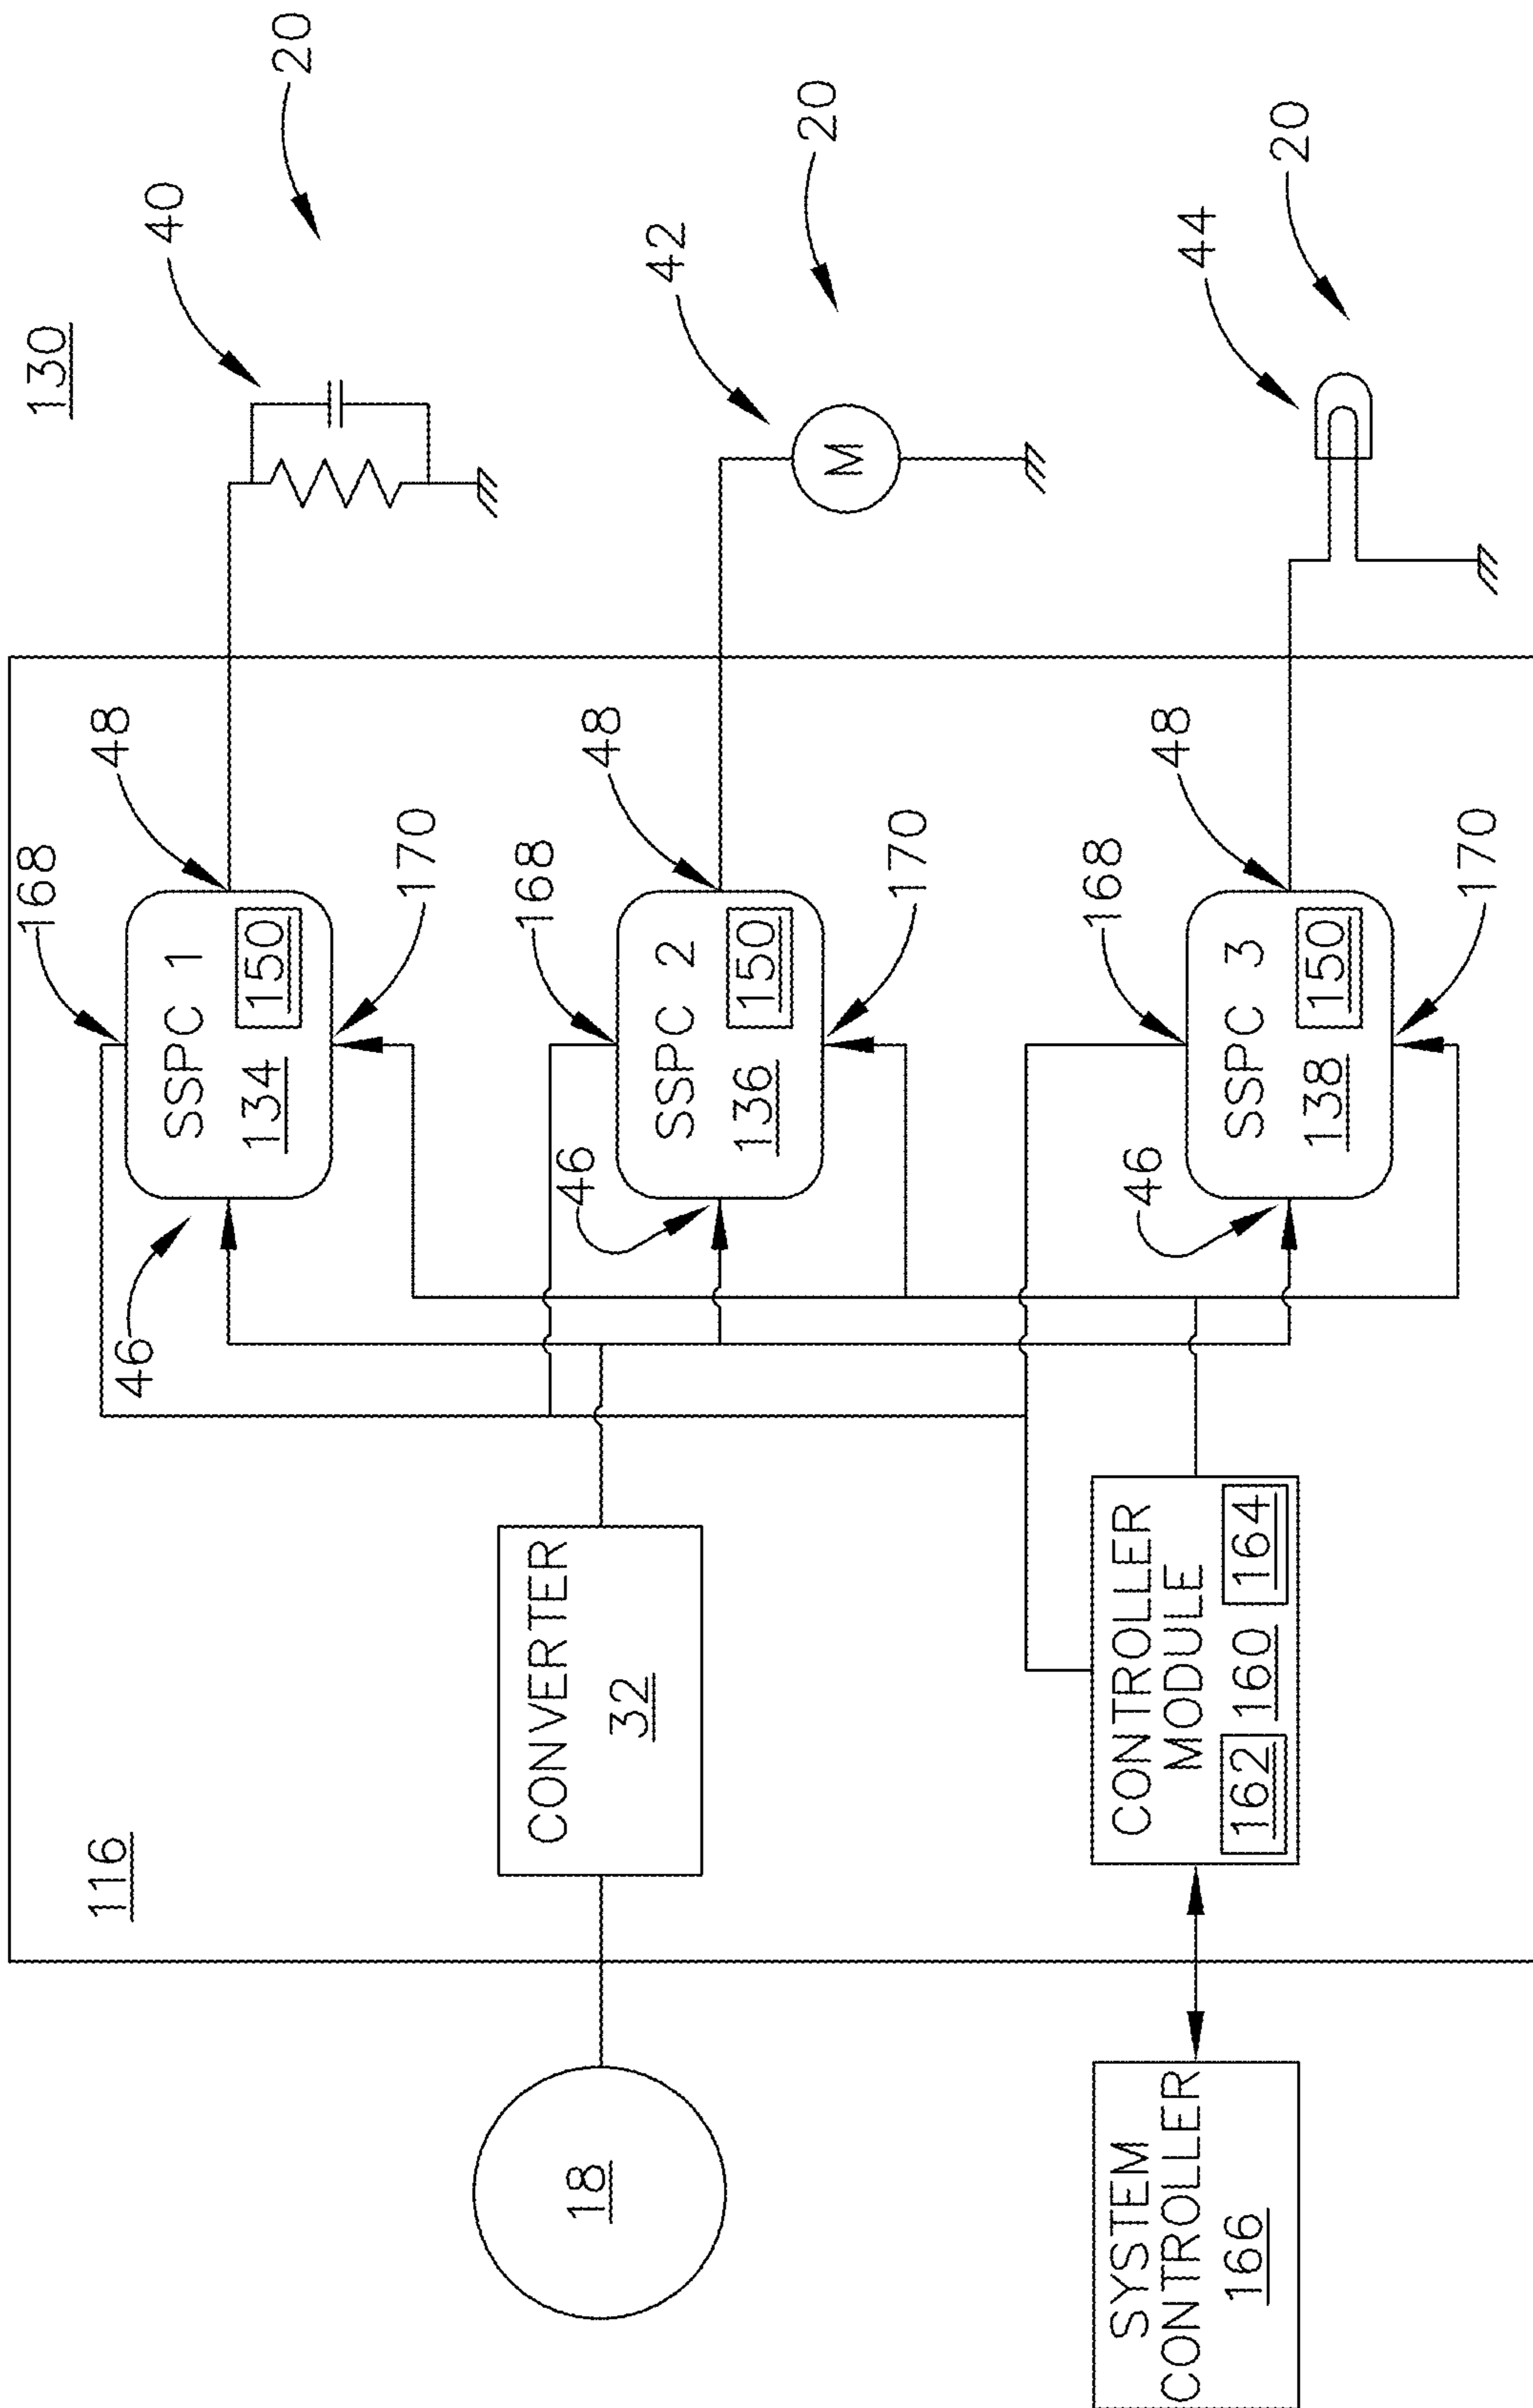 130
116
18
CONVERTER
32
SYSTEM
CONTROLLER
166
CONTROLLER
MODULE
162 160 164
168
48
46
SSPC 1
134 150
170
168
48
46
SSPC 2
136 150
170
168
48
46
SSPC 3
138 150
170
40
20
42
M
20
44
20